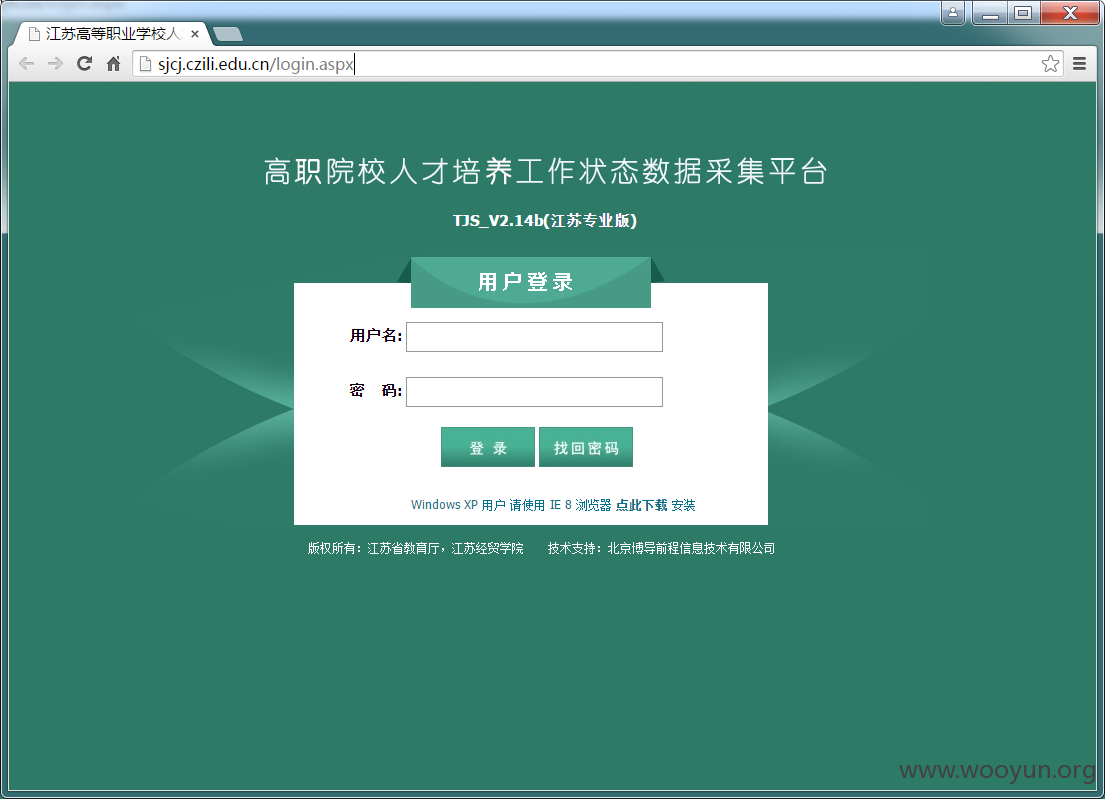 江苏高等职业学校人
sjcj.czili.edu.cn/login.aspx
高职院校人才培养工作状态数据采集平台
TJS_V2.14b(江苏专业版)
用户登录
用户名:
密 码:
登 录 找回密码
Windows XP 用户 请使用 IE 8 浏览器 点此下载 安装
版权所有：江苏省教育厅，江苏经贸学院 技术支持：北京博导前程信息技术有限公司
www.wooyun.org